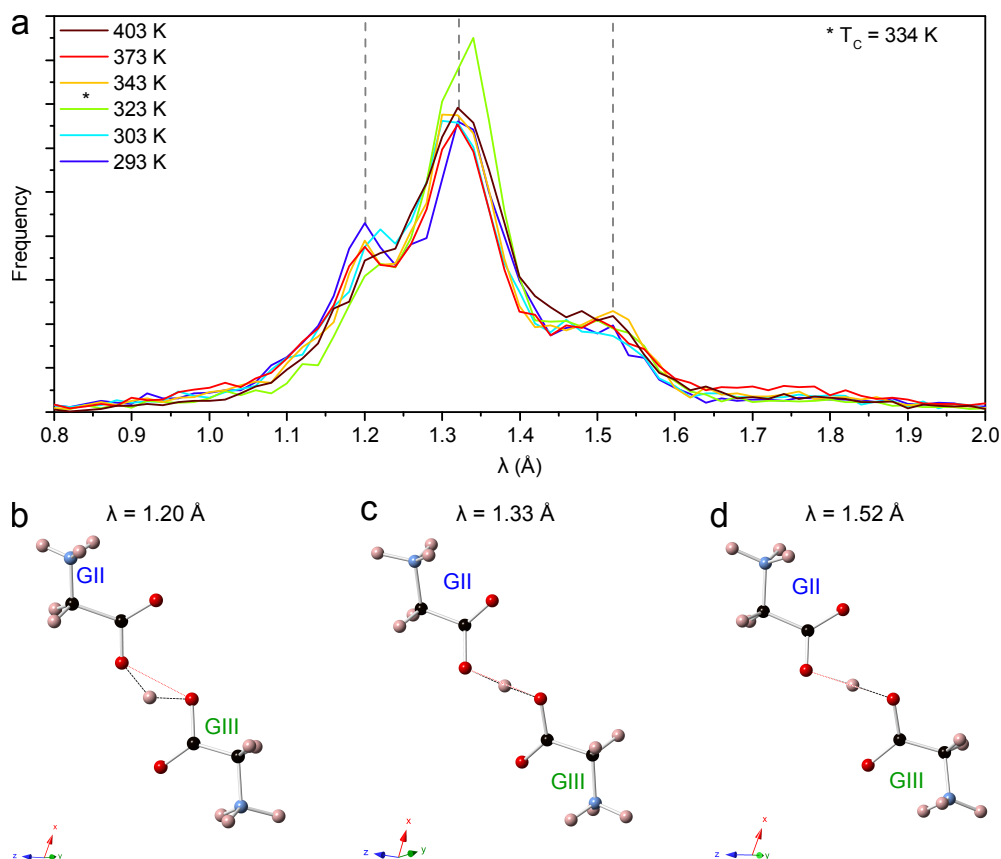 a
403 K
373 K
343 K
*
323 K
303 K
293 K
* T_C = 334 K
Frequency
0.8 0.9 1.0 1.1 1.2 1.3 1.4 1.5 1.6 1.7 1.8 1.9 2.0
λ (Å)
b λ = 1.20 Å
GII
GIII
x
z y
c λ = 1.33 Å
GII
GIII
x
z y
d λ = 1.52 Å
GII
GIII
x
z y